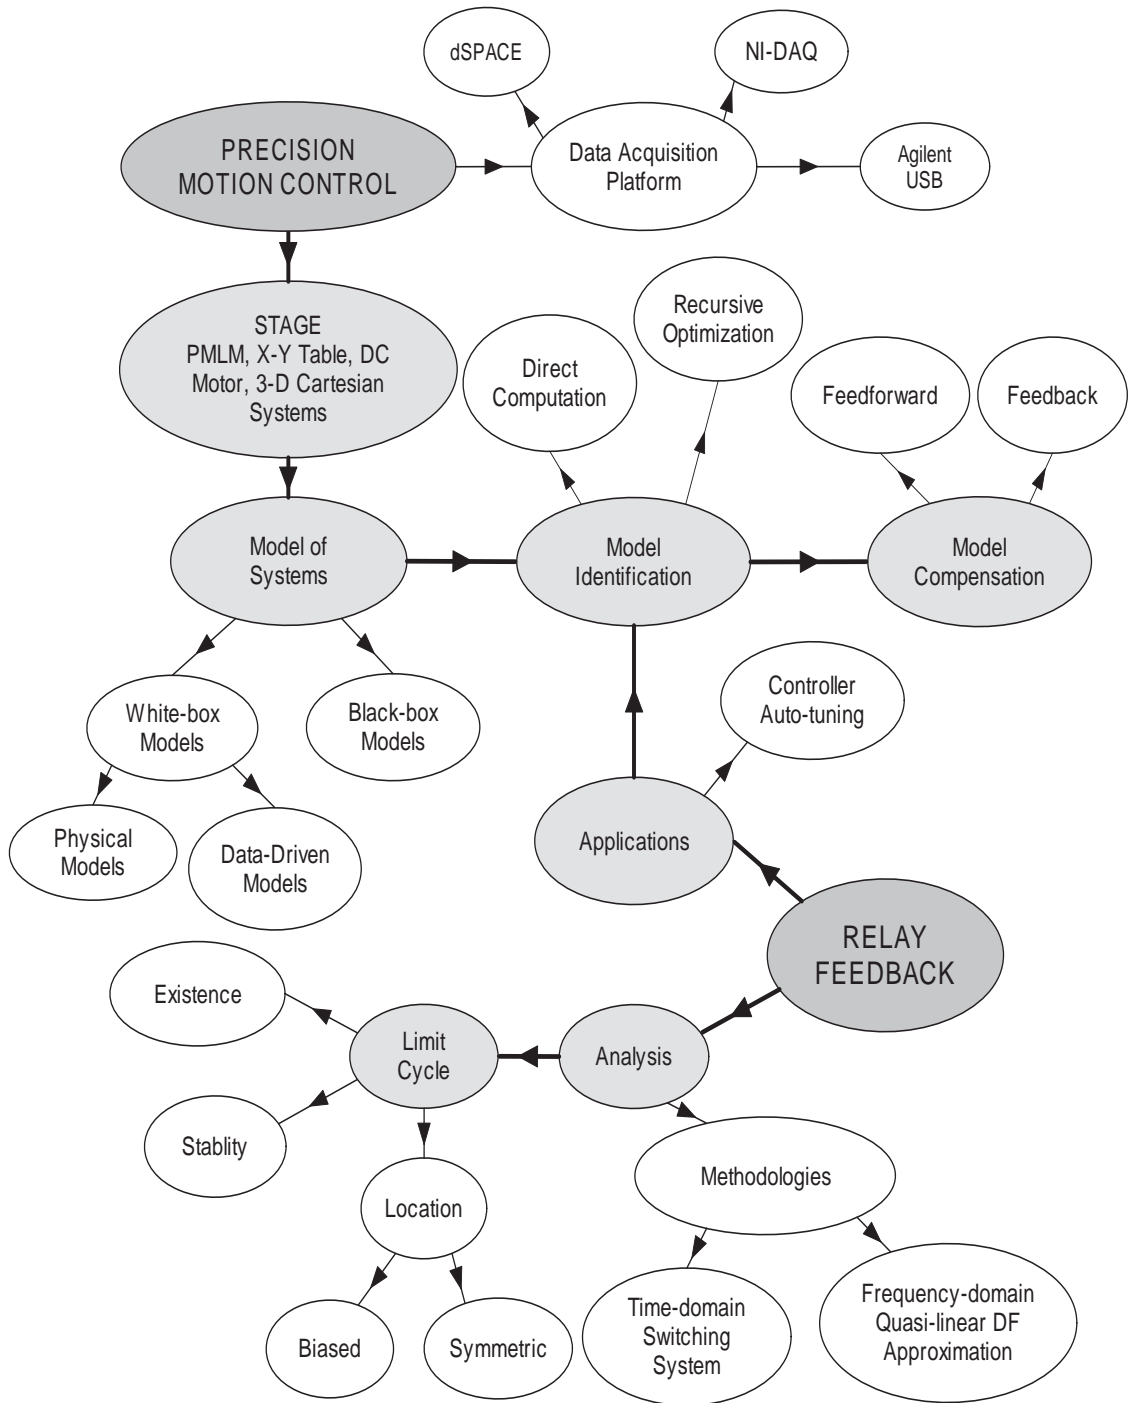 dSPACE
NI-DAQ
PRECISION
MOTION CONTROL
Data Acquisition
Platform
Agilent
USB
STAGE
PMLM, X-Y Table, DC
Motor, 3-D Cartesian
Systems
Direct
Computation
Recursive
Optimization
Feedforward
Feedback
Model of
Systems
Model
Identification
Model
Compensation
White-box
Models
Black-box
Models
Controller
Auto-tuning
Physical
Models
Data-Driven
Models
Applications
RELAY
FEEDBACK
Existence
Limit
Cycle
Analysis
Stablity
Location
Methodologies
Biased
Symmetric
Time-domain
Switching
System
Frequency-domain
Quasi-linear DF
Approximation